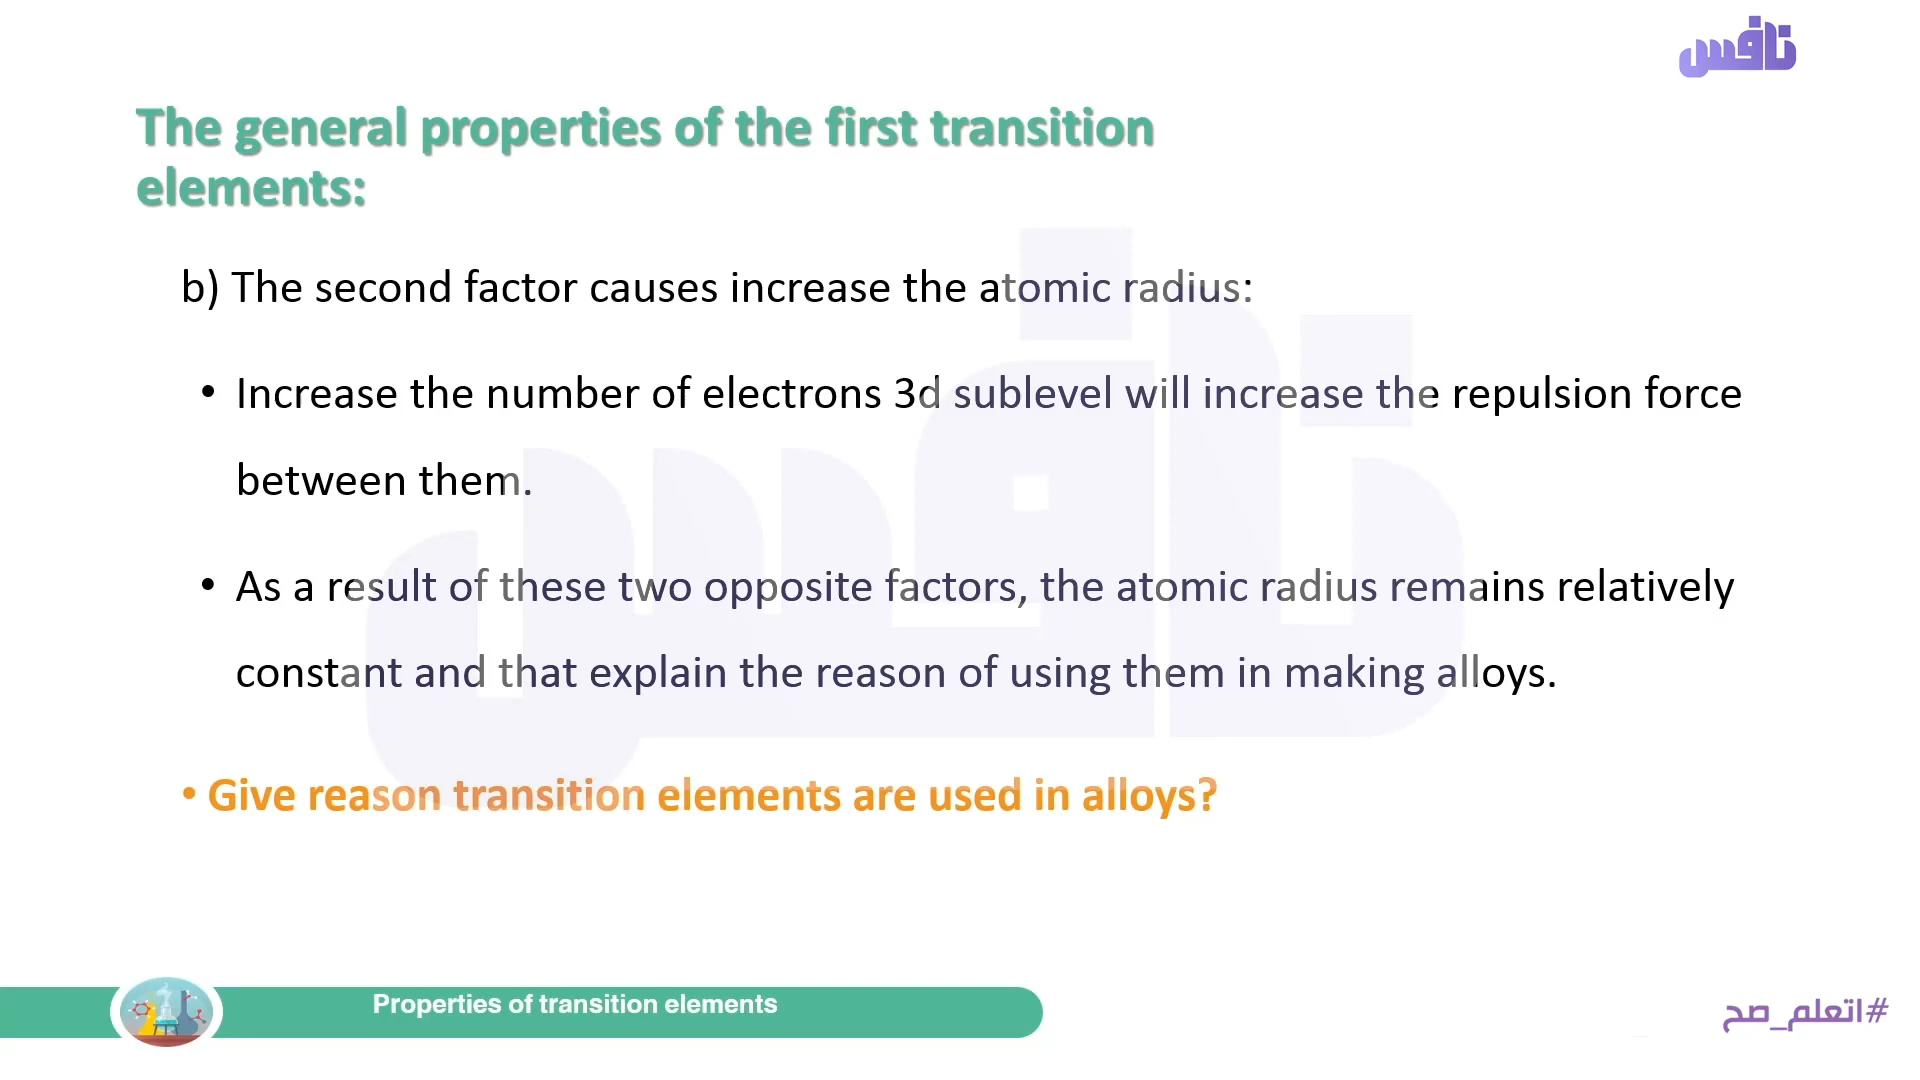 نافس
The general properties of the first transition
elements:
b) The second factor causes increase the atomic radius:
• Increase the number of electrons 3d sublevel will increase the repulsion force
between them.
• As a result of these two opposite factors, the atomic radius remains relatively
constant and that explain the reason of using them in making alloys.
• Give reason transition elements are used in alloys?
Properties of transition elements
#اتعلم_صح